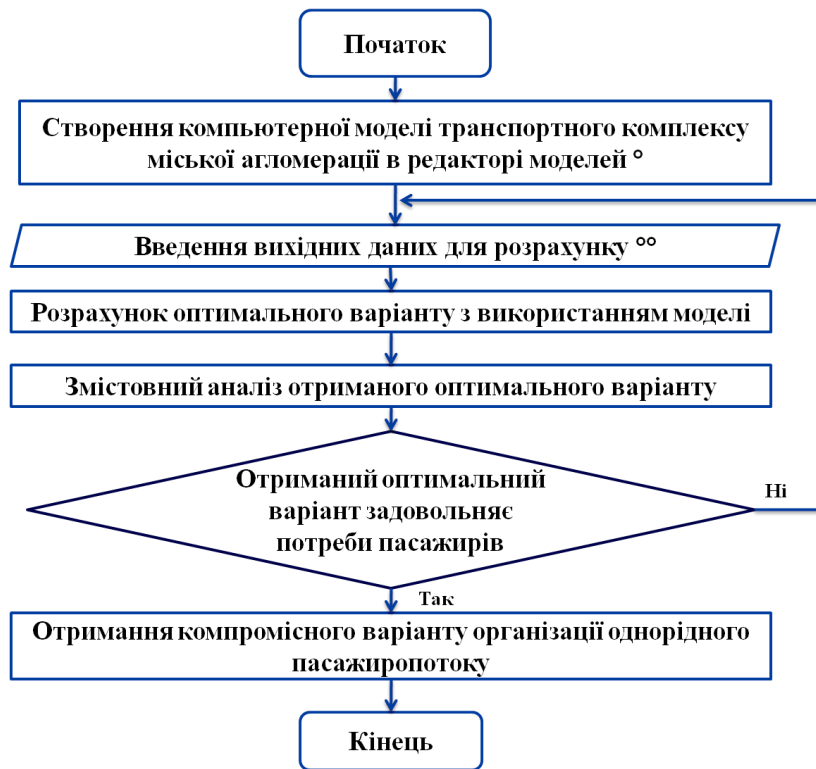 Початок
Створення компьютерної моделі транспортного комплексу
міської агломерації в редакторі моделей °
Введення вихідних даних для розрахунку °°
Розрахунок оптимального варіанту з використанням моделі
Змістовний аналіз отриманого оптимального варіанту
Отриманий оптимальний
варіант задовольняє
потреби пасажирів
Ні
Так
Отримання компромісного варіанту організації однорідного
пасажиропотоку
Кінець